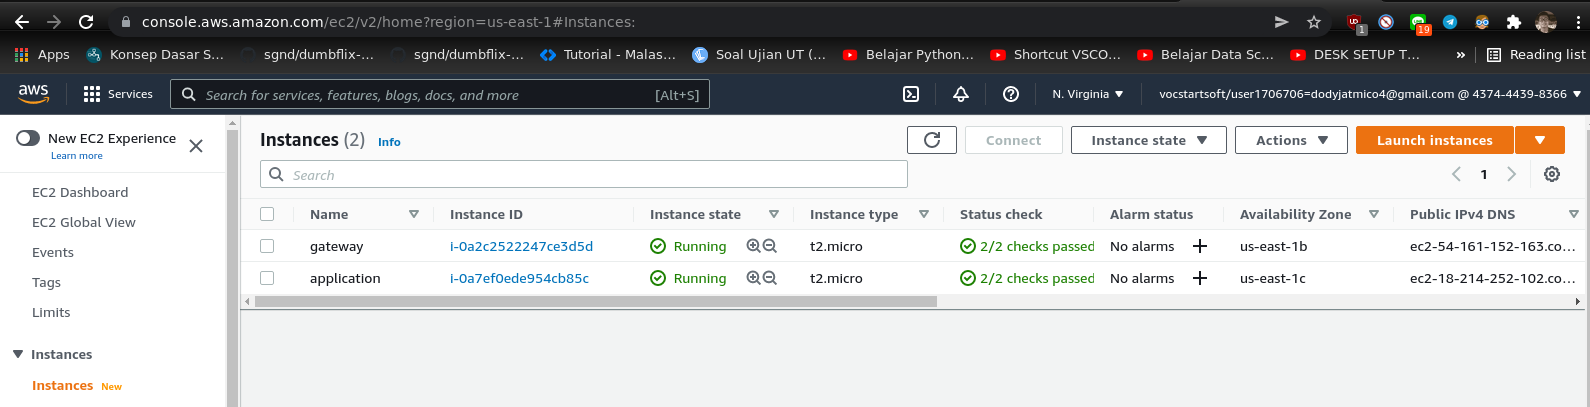 console.aws.amazon.com/ec2/v2/home?region=us-east-1#Instances:
1
19
Apps Konsep Dasar S... sgnd/dumbflix-... sgnd/dumbflix-... Tutorial - Malas... Soal Ujian UT (... Belajar Python... Shortcut VSCO... Belajar Data Sc... DESK SETUP T... » Reading list
aws Services Search for services, features, blogs, docs, and more [Alt+S] N. Virginia vocstartsoft/user1706706=dodyjatmico4@gmail.com @ 4374-4439-8366
New EC2 Experience
Learn more
EC2 Dashboard
EC2 Global View
Events
Tags
Limits
Instances
Instances New
Instances (2) Info Connect Instance state Actions Launch instances
Search 1
Name Instance ID Instance state Instance type Status check Alarm status Availability Zone Public IPv4 DNS
gateway i-0a2c2522247ce3d5d Running t2.micro 2/2 checks passed No alarms us-east-1b ec2-54-161-152-163.co...
application i-0a7ef0ede954cb85c Running t2.micro 2/2 checks passed No alarms us-east-1c ec2-18-214-252-102.co...